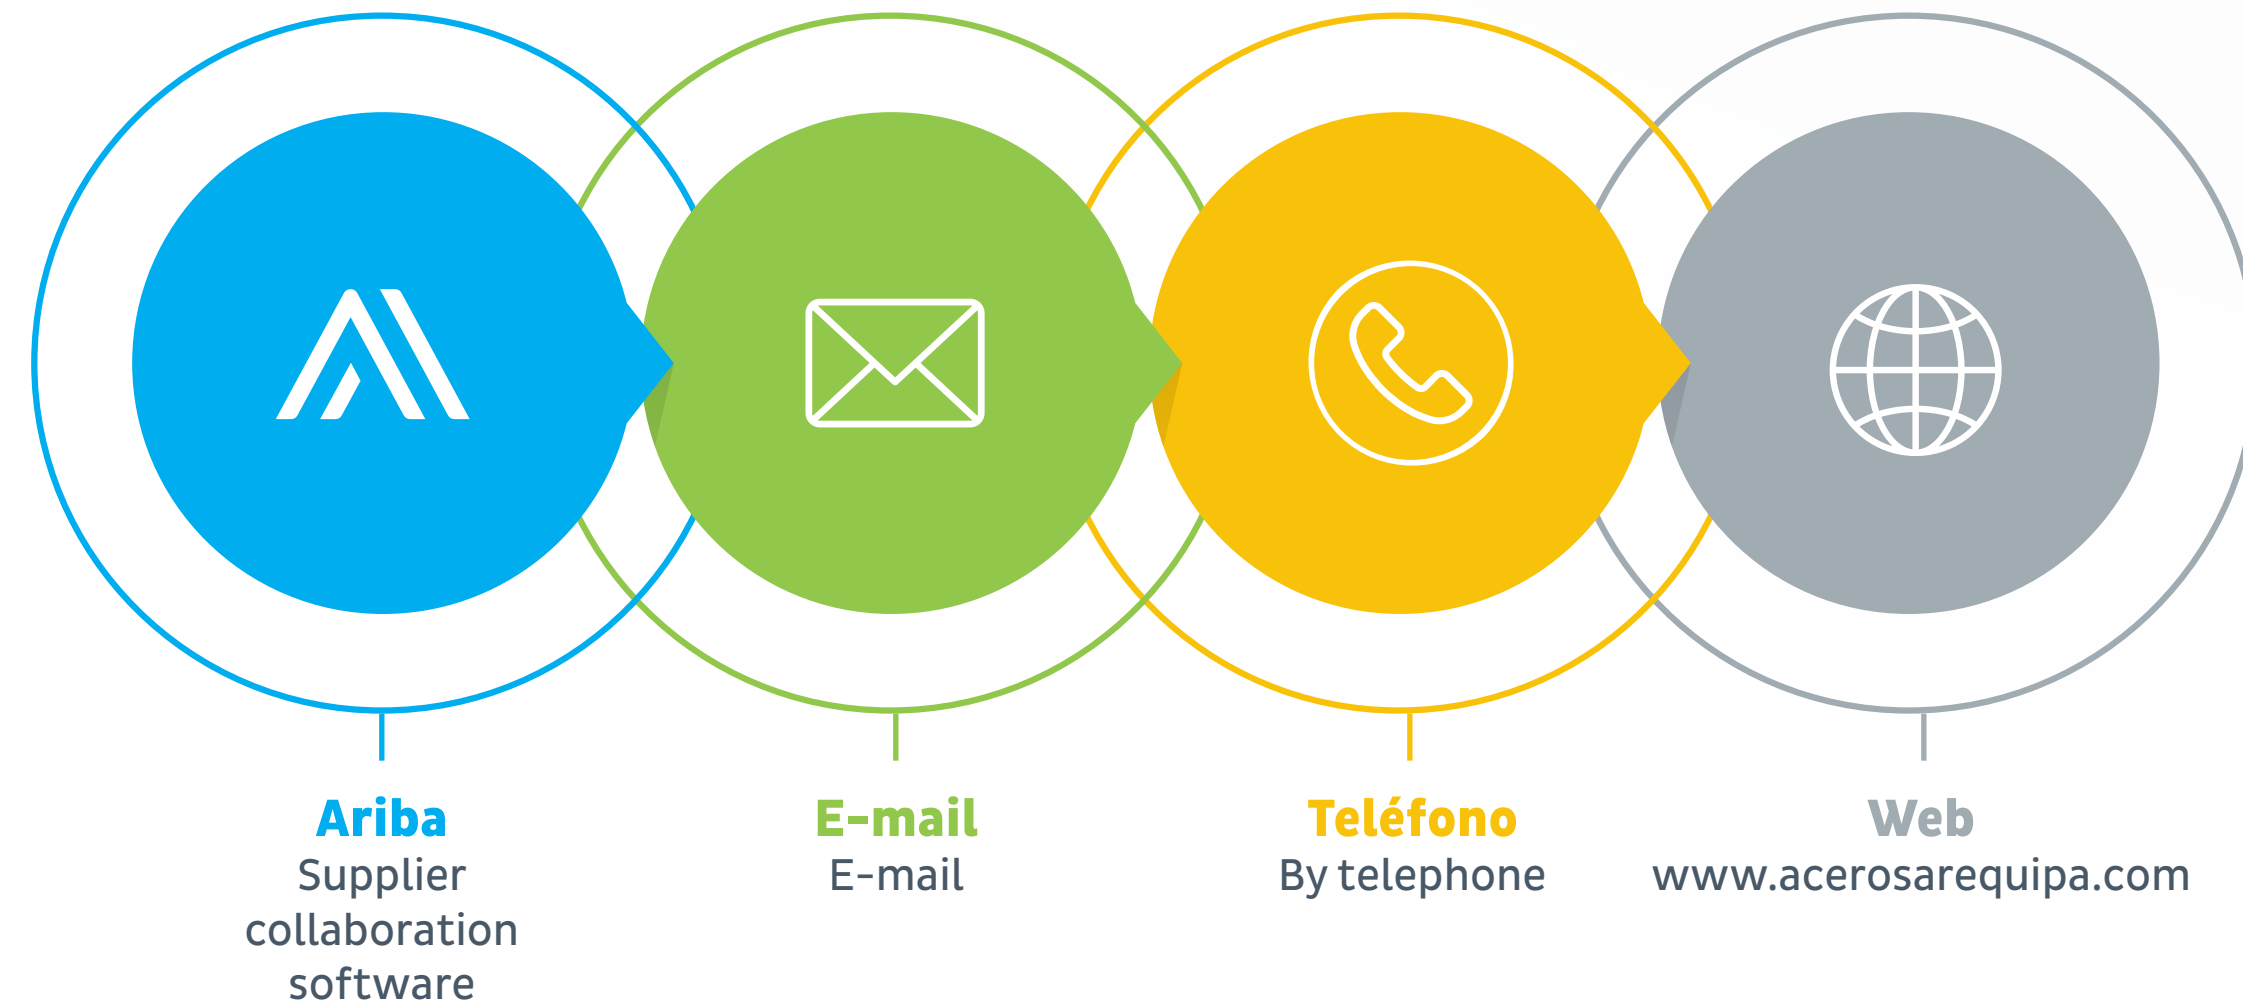 Ariba
Supplier
collaboration
software
E-mail
E-mail
Teléfono
By telephone
Web
www.acerosarequipa.com